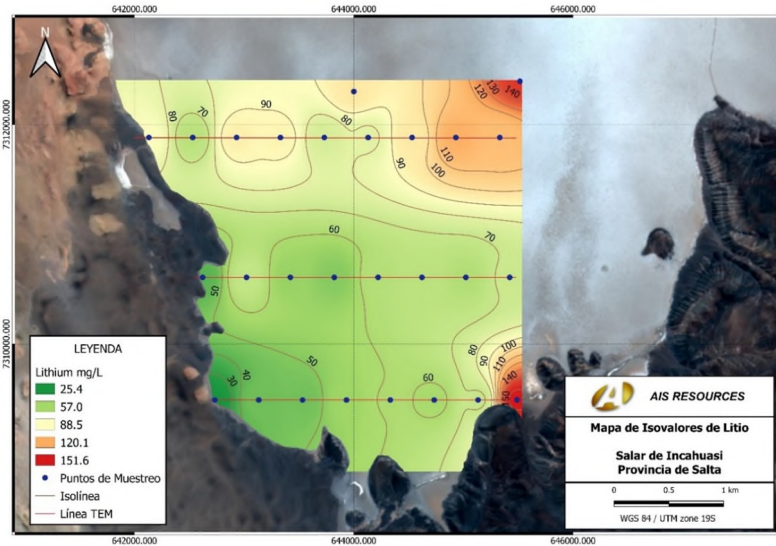 642000.000 644000.000 646000.000
N
7312000.000
7310000.000
80
70
90
80
90
100
110
120
130
140
60
70
50
50
40
30
60
80
90
100
110
140
150
LEYENDA
Lithium mg/L
25.4
57.0
88.5
120.1
151.6
Puntos de Muestreo
Isolínea
Línea TEM
A AIS RESOURCES
Mapa de Isovalores de Litio
Salar de Incahuasi
Provincia de Salta
0 0.5 1 km
WGS 84 / UTM zone 19S
642000.000 644000.000 646000.000